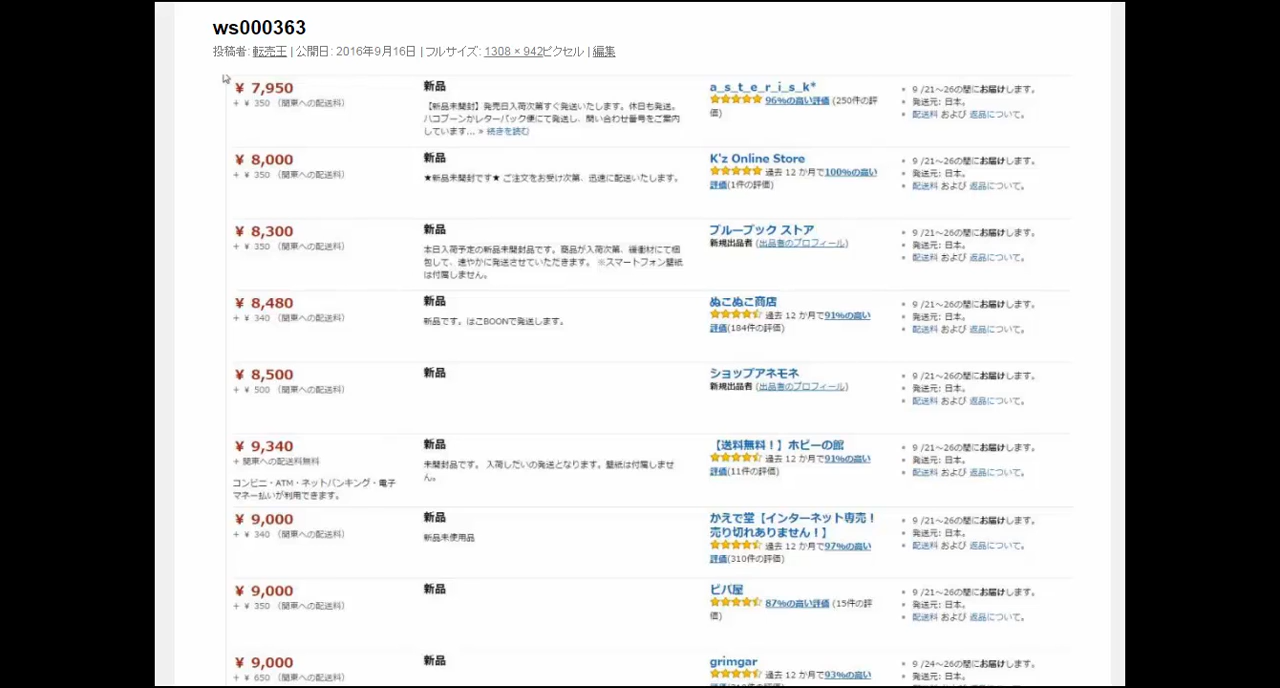 ws000363
投稿者: 転売王 | 公開日: 2016年9月16日 | フルサイズ: 1308 × 942ピクセル | 編集
¥ 7,950
+ ¥ 350 （関東への配送料）
新品
【新品未開封】発売日入荷次第すぐ発送いたします。休日も発送。
ハコブーンかレターパック便にて発送し、問い合わせ番号をご案内
しています... » 続きを読む
a_s_t_e_r_i_s_k*
96%の高い評価 (250件の評
価)
9 /21～26の間にお届けします。
発送元: 日本。
配送料 および 返品について。
¥ 8,000
+ ¥ 350 （関東への配送料）
新品
★新品未開封です★ ご注文をお受け次第、迅速に配送いたします。
K'z Online Store
過去 12 か月で100%の高い
評価(1件の評価)
9 /21～26の間にお届けします。
発送元: 日本。
配送料 および 返品について。
¥ 8,300
+ ¥ 350 （関東への配送料）
新品
本日入荷予定の新品未開封品です。商品が入荷次第、緩衝材にて梱
包して、速やかに発送させていただきます。 ※スマートフォン壁紙
は付属しません。
ブルーブック ストア
新規出品者 (出品者のプロフィール)
9 /21～26の間にお届けします。
発送元: 日本。
配送料 および 返品について。
¥ 8,480
+ ¥ 340 （関東への配送料）
新品
新品です。はこBOONで発送します。
ぬこぬこ商店
過去 12 か月で91%の高い
評価(184件の評価)
9 /21～26の間にお届けします。
発送元: 日本。
配送料 および 返品について。
¥ 8,500
+ ¥ 500 （関東への配送料）
新品
ショップアネモネ
新規出品者 (出品者のプロフィール)
9 /21～26の間にお届けします。
発送元: 日本。
配送料 および 返品について。
¥ 9,340
+ 関東への配送料無料
コンビニ・ATM・ネットバンキング・電子
マネー払いが利用できます。
新品
未開封品です。 入荷しだいの発送となります。壁紙は付属しませ
ん。
【送料無料！】ホビーの館
過去 12 か月で91%の高い
評価(11件の評価)
9 /21～26の間にお届けします。
発送元: 日本。
配送料 および 返品について。
¥ 9,000
+ ¥ 340 （関東への配送料）
新品
新品未使用品
かえで堂【インターネット専売！
売り切れありません！】
過去 12 か月で97%の高い
評価(310件の評価)
9 /21～26の間にお届けします。
発送元: 日本。
配送料 および 返品について。
¥ 9,000
+ ¥ 350 （関東への配送料）
新品
ビバ屋
87%の高い評価 (15件の評
価)
9 /21～26の間にお届けします。
発送元: 日本。
配送料 および 返品について。
¥ 9,000
+ ¥ 650 （関東への配送料）
新品
grimgar
過去 12 か月で93%の高い
9 /24～26の間にお届けします。
発送元: 日本。